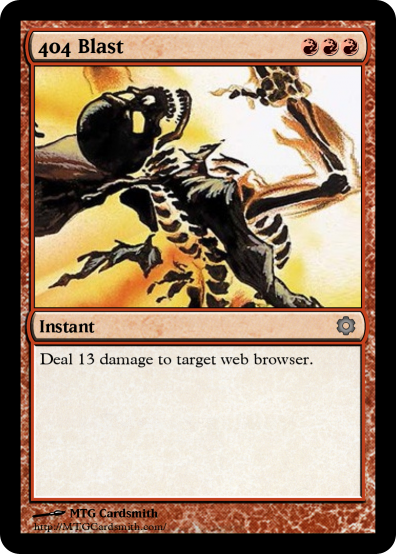 404 Blast
Instant
Deal 13 damage to target web browser.
MTG Cardsmith
http://MTGCardsmith.com/